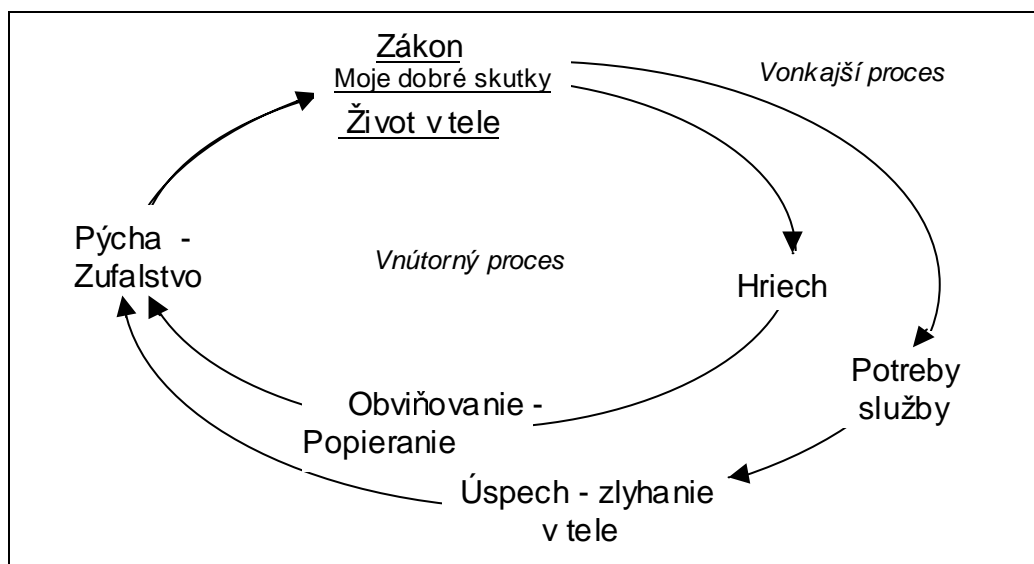 Zákon
Moje dobré skutky
Život v tele
Vonkajší proces
Pýcha -
Zufalstvo
Vnútorný proces
Hriech
Potreby
služby
Obviňovanie -
Popieranie
Úspech - zlyhanie
v tele